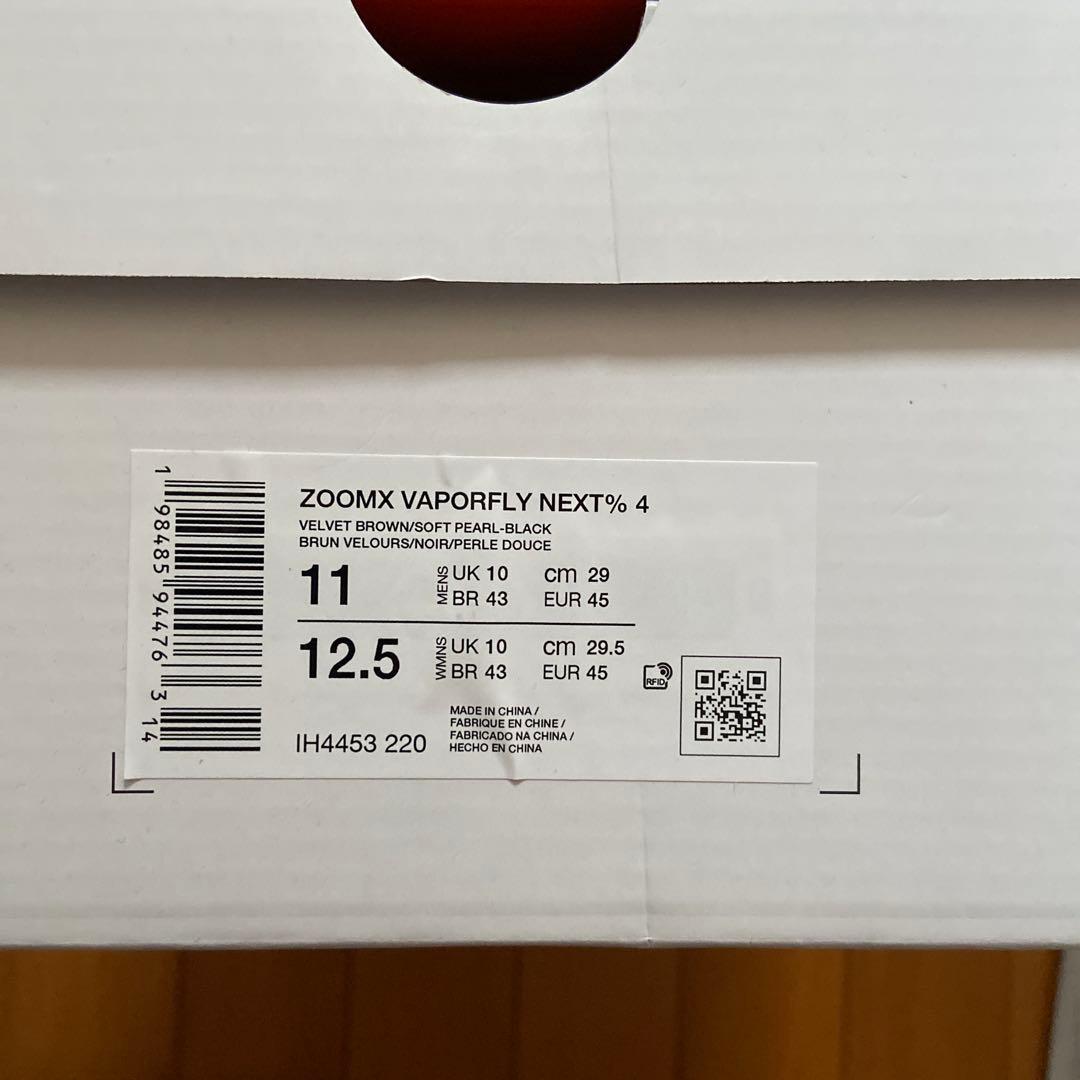 ZOOMX VAPORFLY NEXT% 4
VELVET BROWN/SOFT PEARL-BLACK
BRUN VELOURS/NOIR/PERLE DOUCE
11 MENS UK 10 cm 29
BR 43 EUR 45
12.5 WMNS UK 10 cm 29.5
BR 43 EUR 45
RFID
MADE IN CHINA /
FABRIQUE EN CHINE /
FABRICADO NA CHINA /
HECHO EN CHINA
IH4453 220
1 98485 94476 3 14